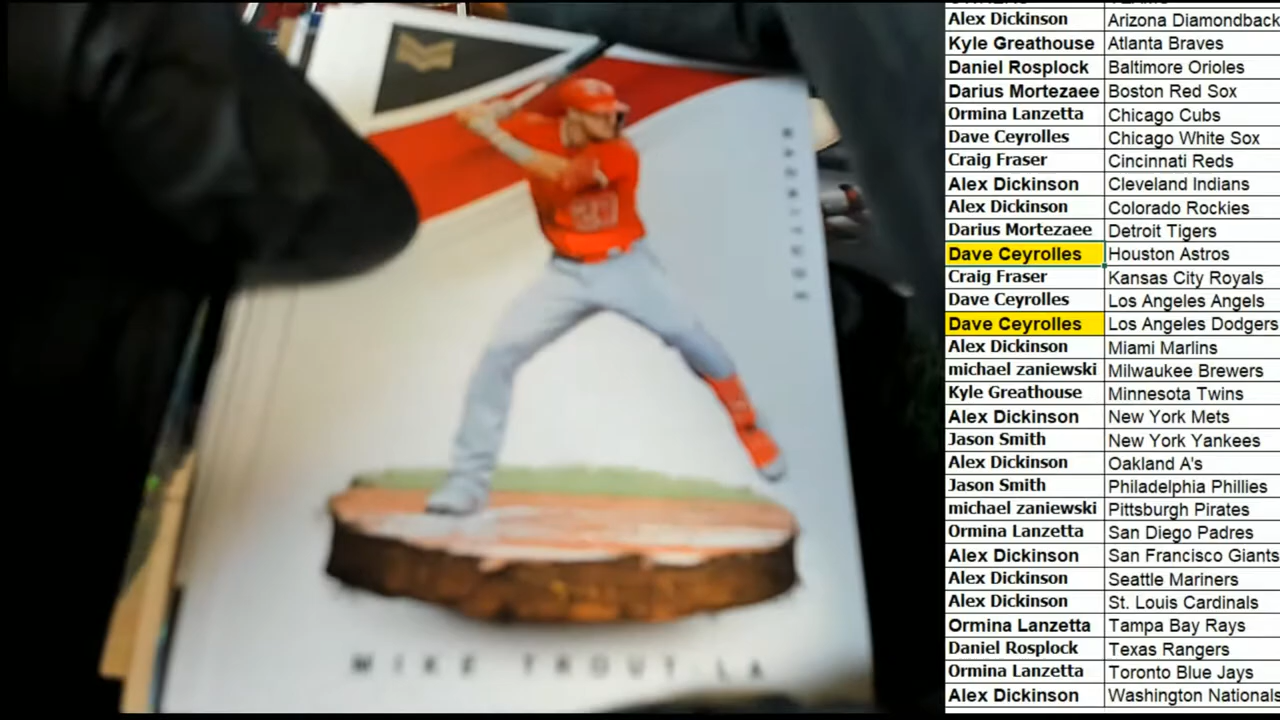 Alex Dickinson Arizona Diamondback
Kyle Greathouse Atlanta Braves
Daniel Rosplock Baltimore Orioles
Darius Mortezaee Boston Red Sox
Ormina Lanzetta Chicago Cubs
Dave Ceyrolles Chicago White Sox
Craig Fraser Cincinnati Reds
Alex Dickinson Cleveland Indians
Alex Dickinson Colorado Rockies
Darius Mortezaee Detroit Tigers
Dave Ceyrolles Houston Astros
Craig Fraser Kansas City Royals
Dave Ceyrolles Los Angeles Angels
Dave Ceyrolles Los Angeles Dodgers
Alex Dickinson Miami Marlins
michael zaniewski Milwaukee Brewers
Kyle Greathouse Minnesota Twins
Alex Dickinson New York Mets
Jason Smith New York Yankees
Alex Dickinson Oakland A's
Jason Smith Philadelphia Phillies
michael zaniewski Pittsburgh Pirates
Ormina Lanzetta San Diego Padres
Alex Dickinson San Francisco Giants
Alex Dickinson Seattle Mariners
Alex Dickinson St. Louis Cardinals
Ormina Lanzetta Tampa Bay Rays
Daniel Rosplock Texas Rangers
Ormina Lanzetta Toronto Blue Jays
Alex Dickinson Washington Nationals
MIKE TROUT-LA